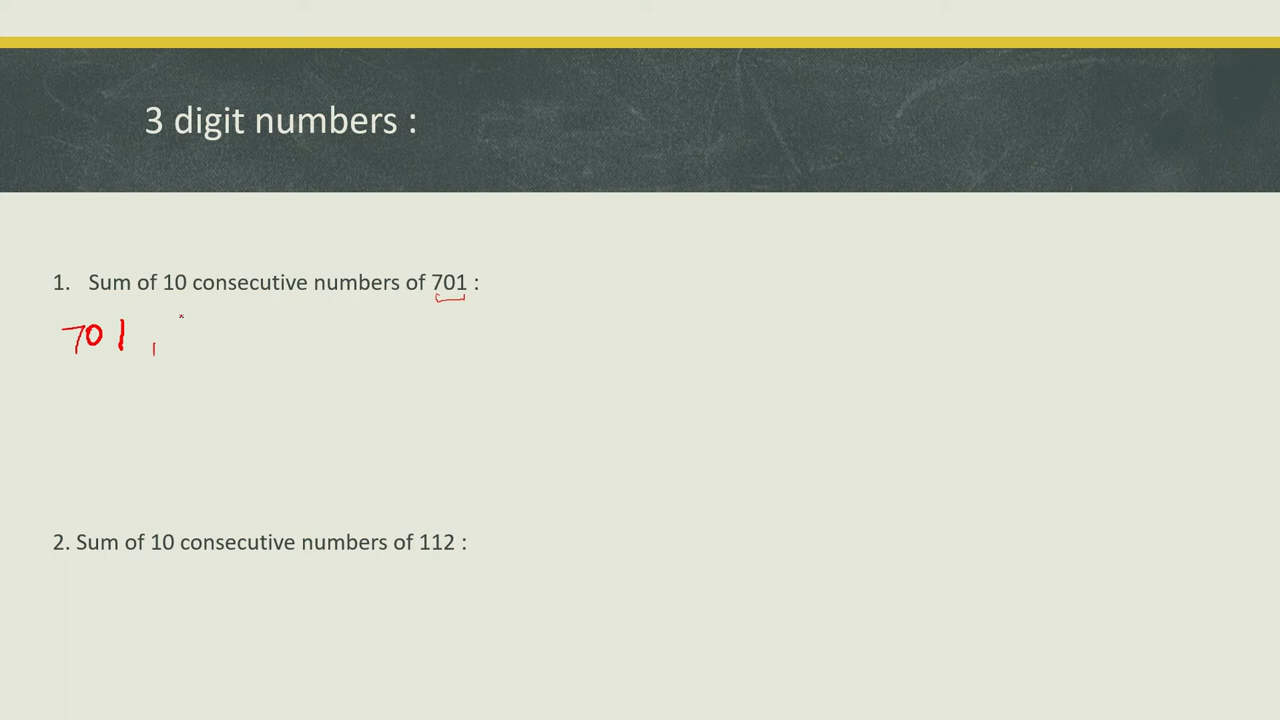 3 digit numbers :
1. Sum of 10 consecutive numbers of 701 :
701 ,
2. Sum of 10 consecutive numbers of 112 :